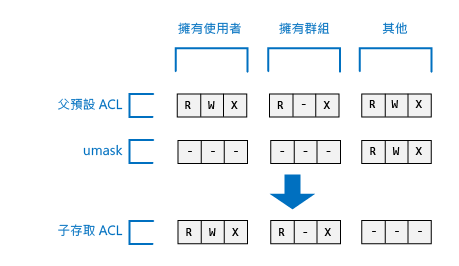 擁有使用者 擁有群組 其他
父預設 ACL R W X R - X R W X
umask - - - - - - R W X
子存取 ACL R W X R - X - - -